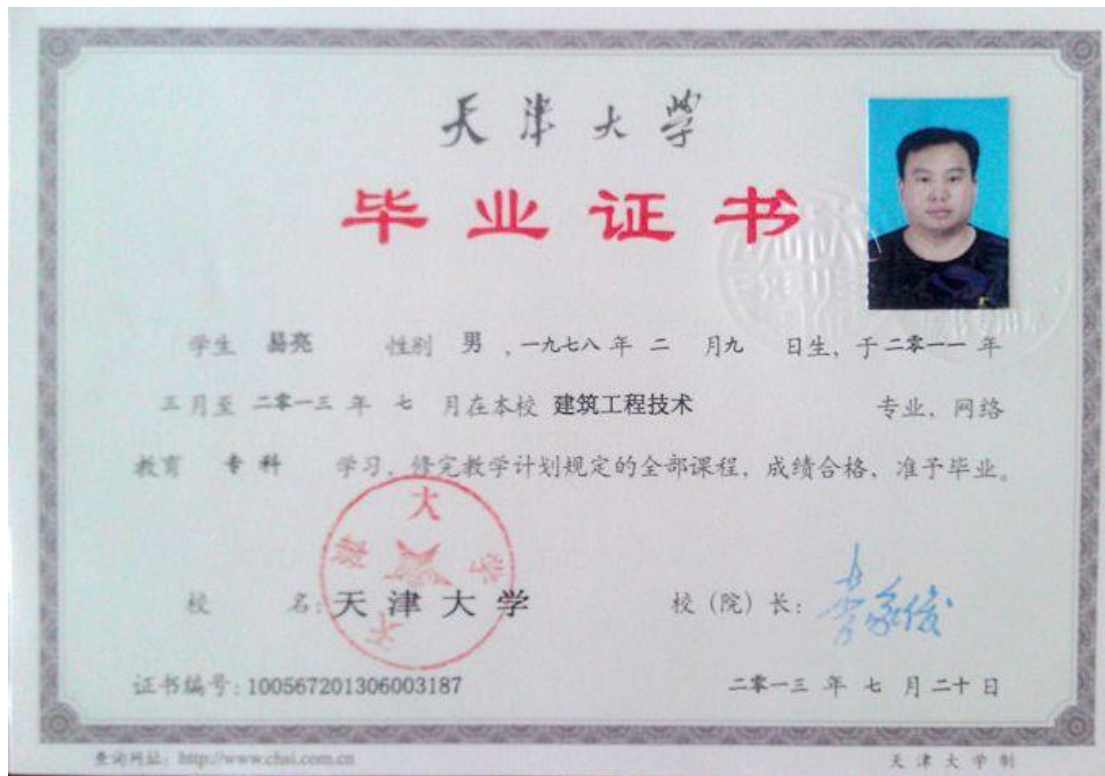 天津大学
毕业证书
学生 易亮 性别 男 ,一九七八 年 二 月九 日生, 于二零一一 年
三月至 二零一三 年 七 月在本校 建筑工程技术 专业, 网络
教育 专科 学习, 修完教学计划规定的全部课程, 成绩合格, 准予毕业。
天津大学
校 名: 天津大学 校 (院) 长:
证书编号: 100567201306003187 二零一三 年 七 月 二十 日
查询网址: http://www.chsi.com.cn 天津大学制